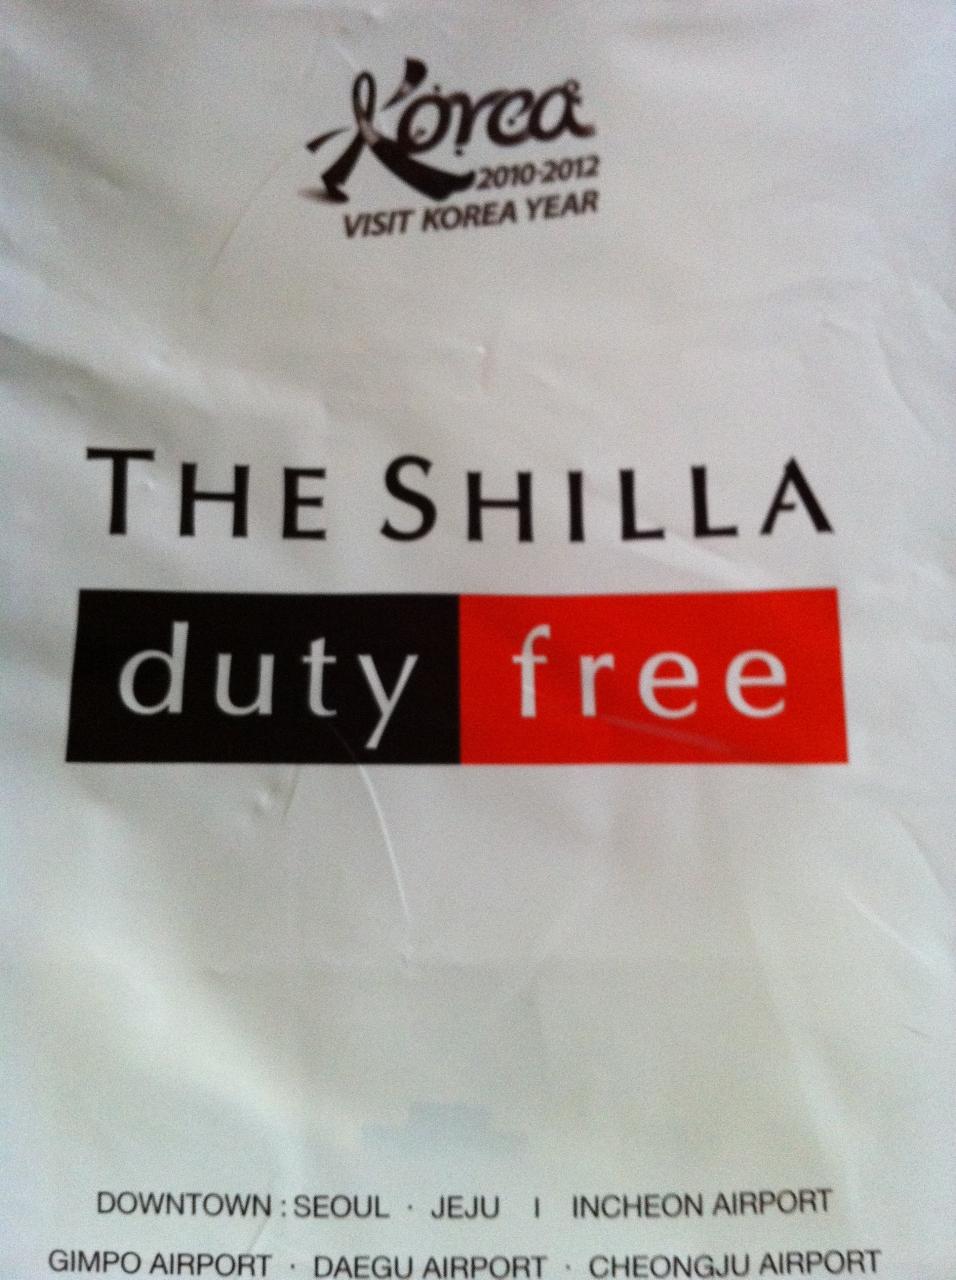 Korea
2010-2012
VISIT KOREA YEAR
THE SHILLA
duty free
DOWNTOWN : SEOUL · JEJU | INCHEON AIRPORT
GIMPO AIRPORT · DAEGU AIRPORT · CHEONGJU AIRPORT